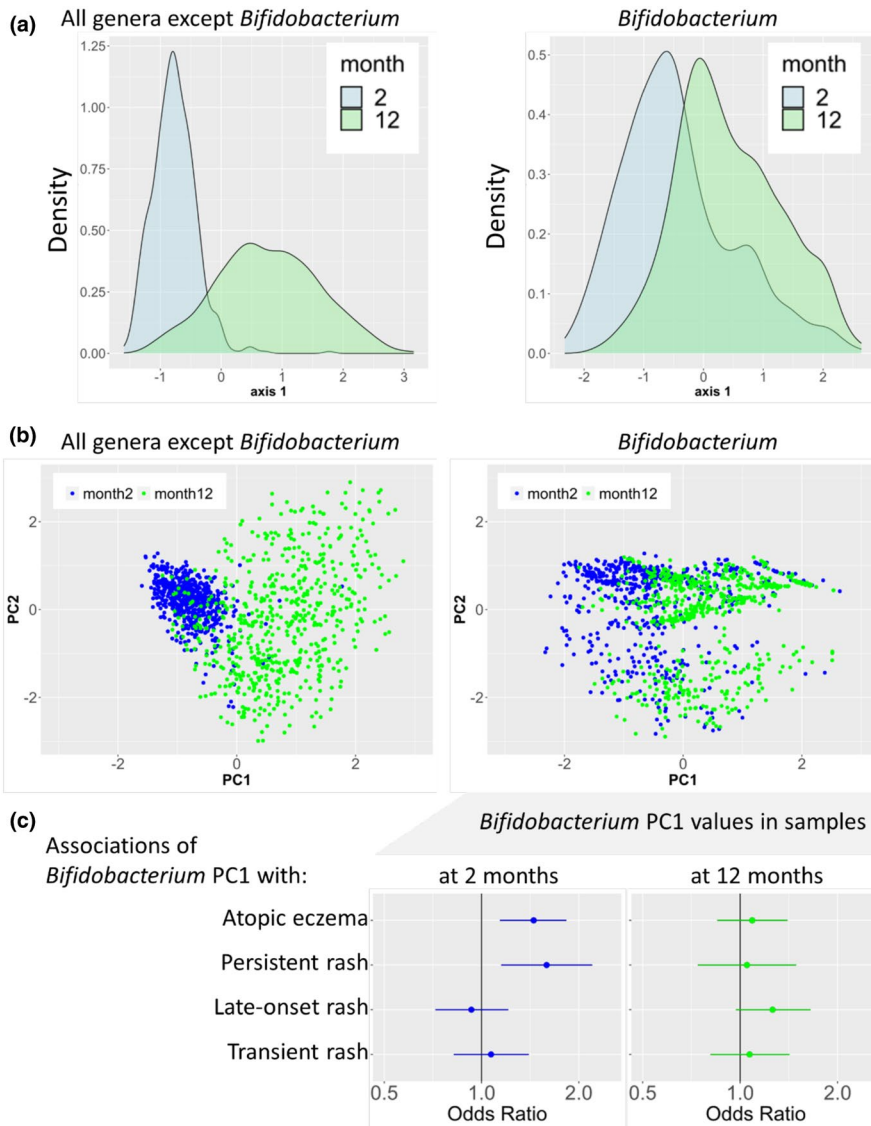 (a)
All genera except Bifidobacterium
Bifidobacterium
1.25
1.00
0.75
0.50
0.25
0.00
Density
month
2
12
-1
0
1
2
3
axis 1
0.5
0.4
0.3
0.2
0.1
0.0
Density
month
2
12
-2
-1
0
1
2
axis 1
(b)
All genera except Bifidobacterium
Bifidobacterium
month2 month12
2
0
-2
PC2
-2
0
2
PC1
month2 month12
2
0
-2
PC2
-2
0
2
PC1
(c)
Bifidobacterium PC1 values in samples
Associations of
Bifidobacterium PC1 with:
at 2 months
at 12 months
Atopic eczema
Persistent rash
Late-onset rash
Transient rash
0.5
1.0
2.0
Odds Ratio
0.5
1.0
2.0
Odds Ratio